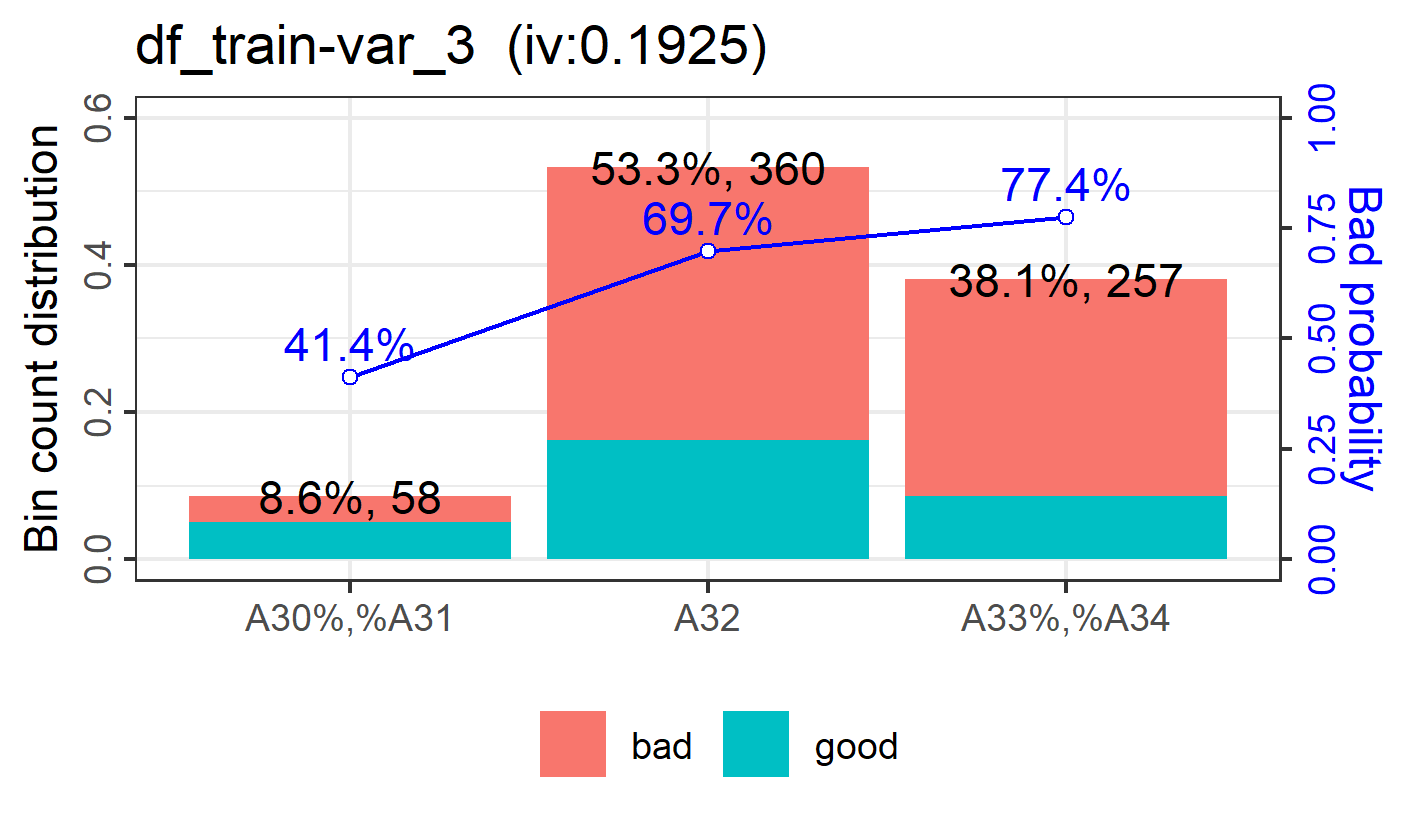 df_train-var_3  (iv:0.1925)
Bin count distribution
0.6
0.4
0.2
0.0
53.3%, 360
69.7%
77.4%
38.1%, 257
41.4%
8.6%, 58
1.00
0.75
0.50
0.25
0.00
Bad probability
A30%,%A31
A32
A33%,%A34
bad
good